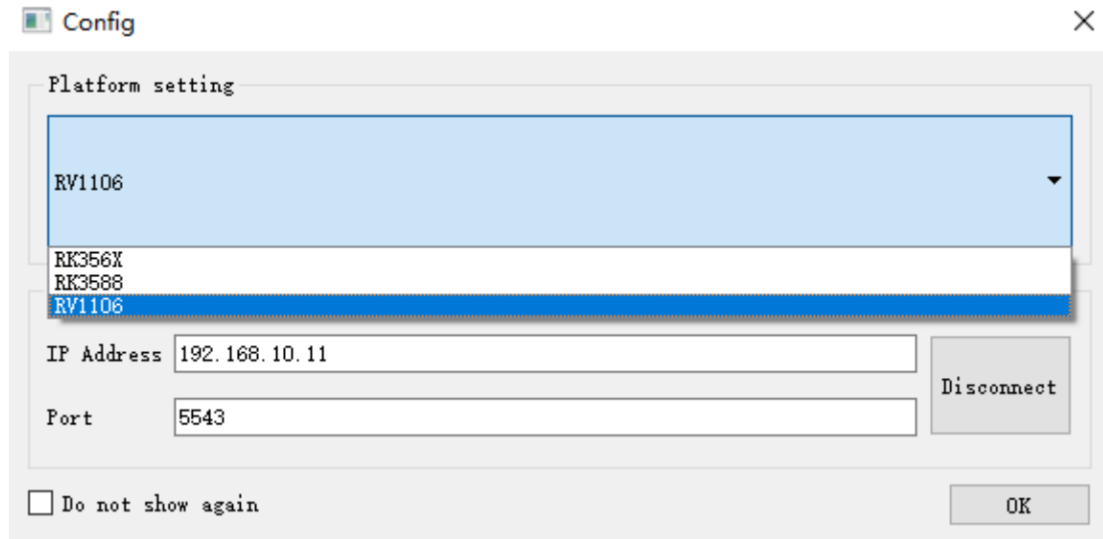 Config
Platform setting
RV1106
RK356X
RK3588
RV1106
IP Address 192.168.10.11
Disconnect
Port 5543
Do not show again
OK